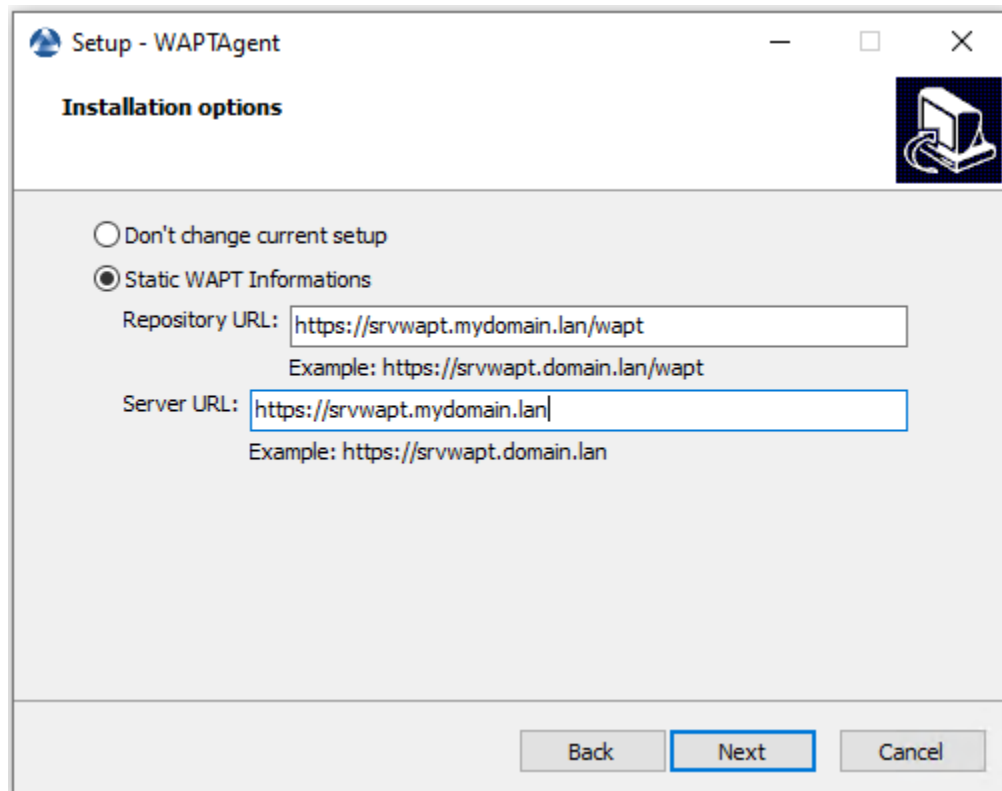 Setup - WAPTAgent
Installation options
Don't change current setup
Static WAPT Informations
Repository URL: https://srvwapt.mydomain.lan/wapt
Example: https://srvwapt.domain.lan/wapt
Server URL: https://srvwapt.mydomain.lan
Example: https://srvwapt.domain.lan
Back Next Cancel